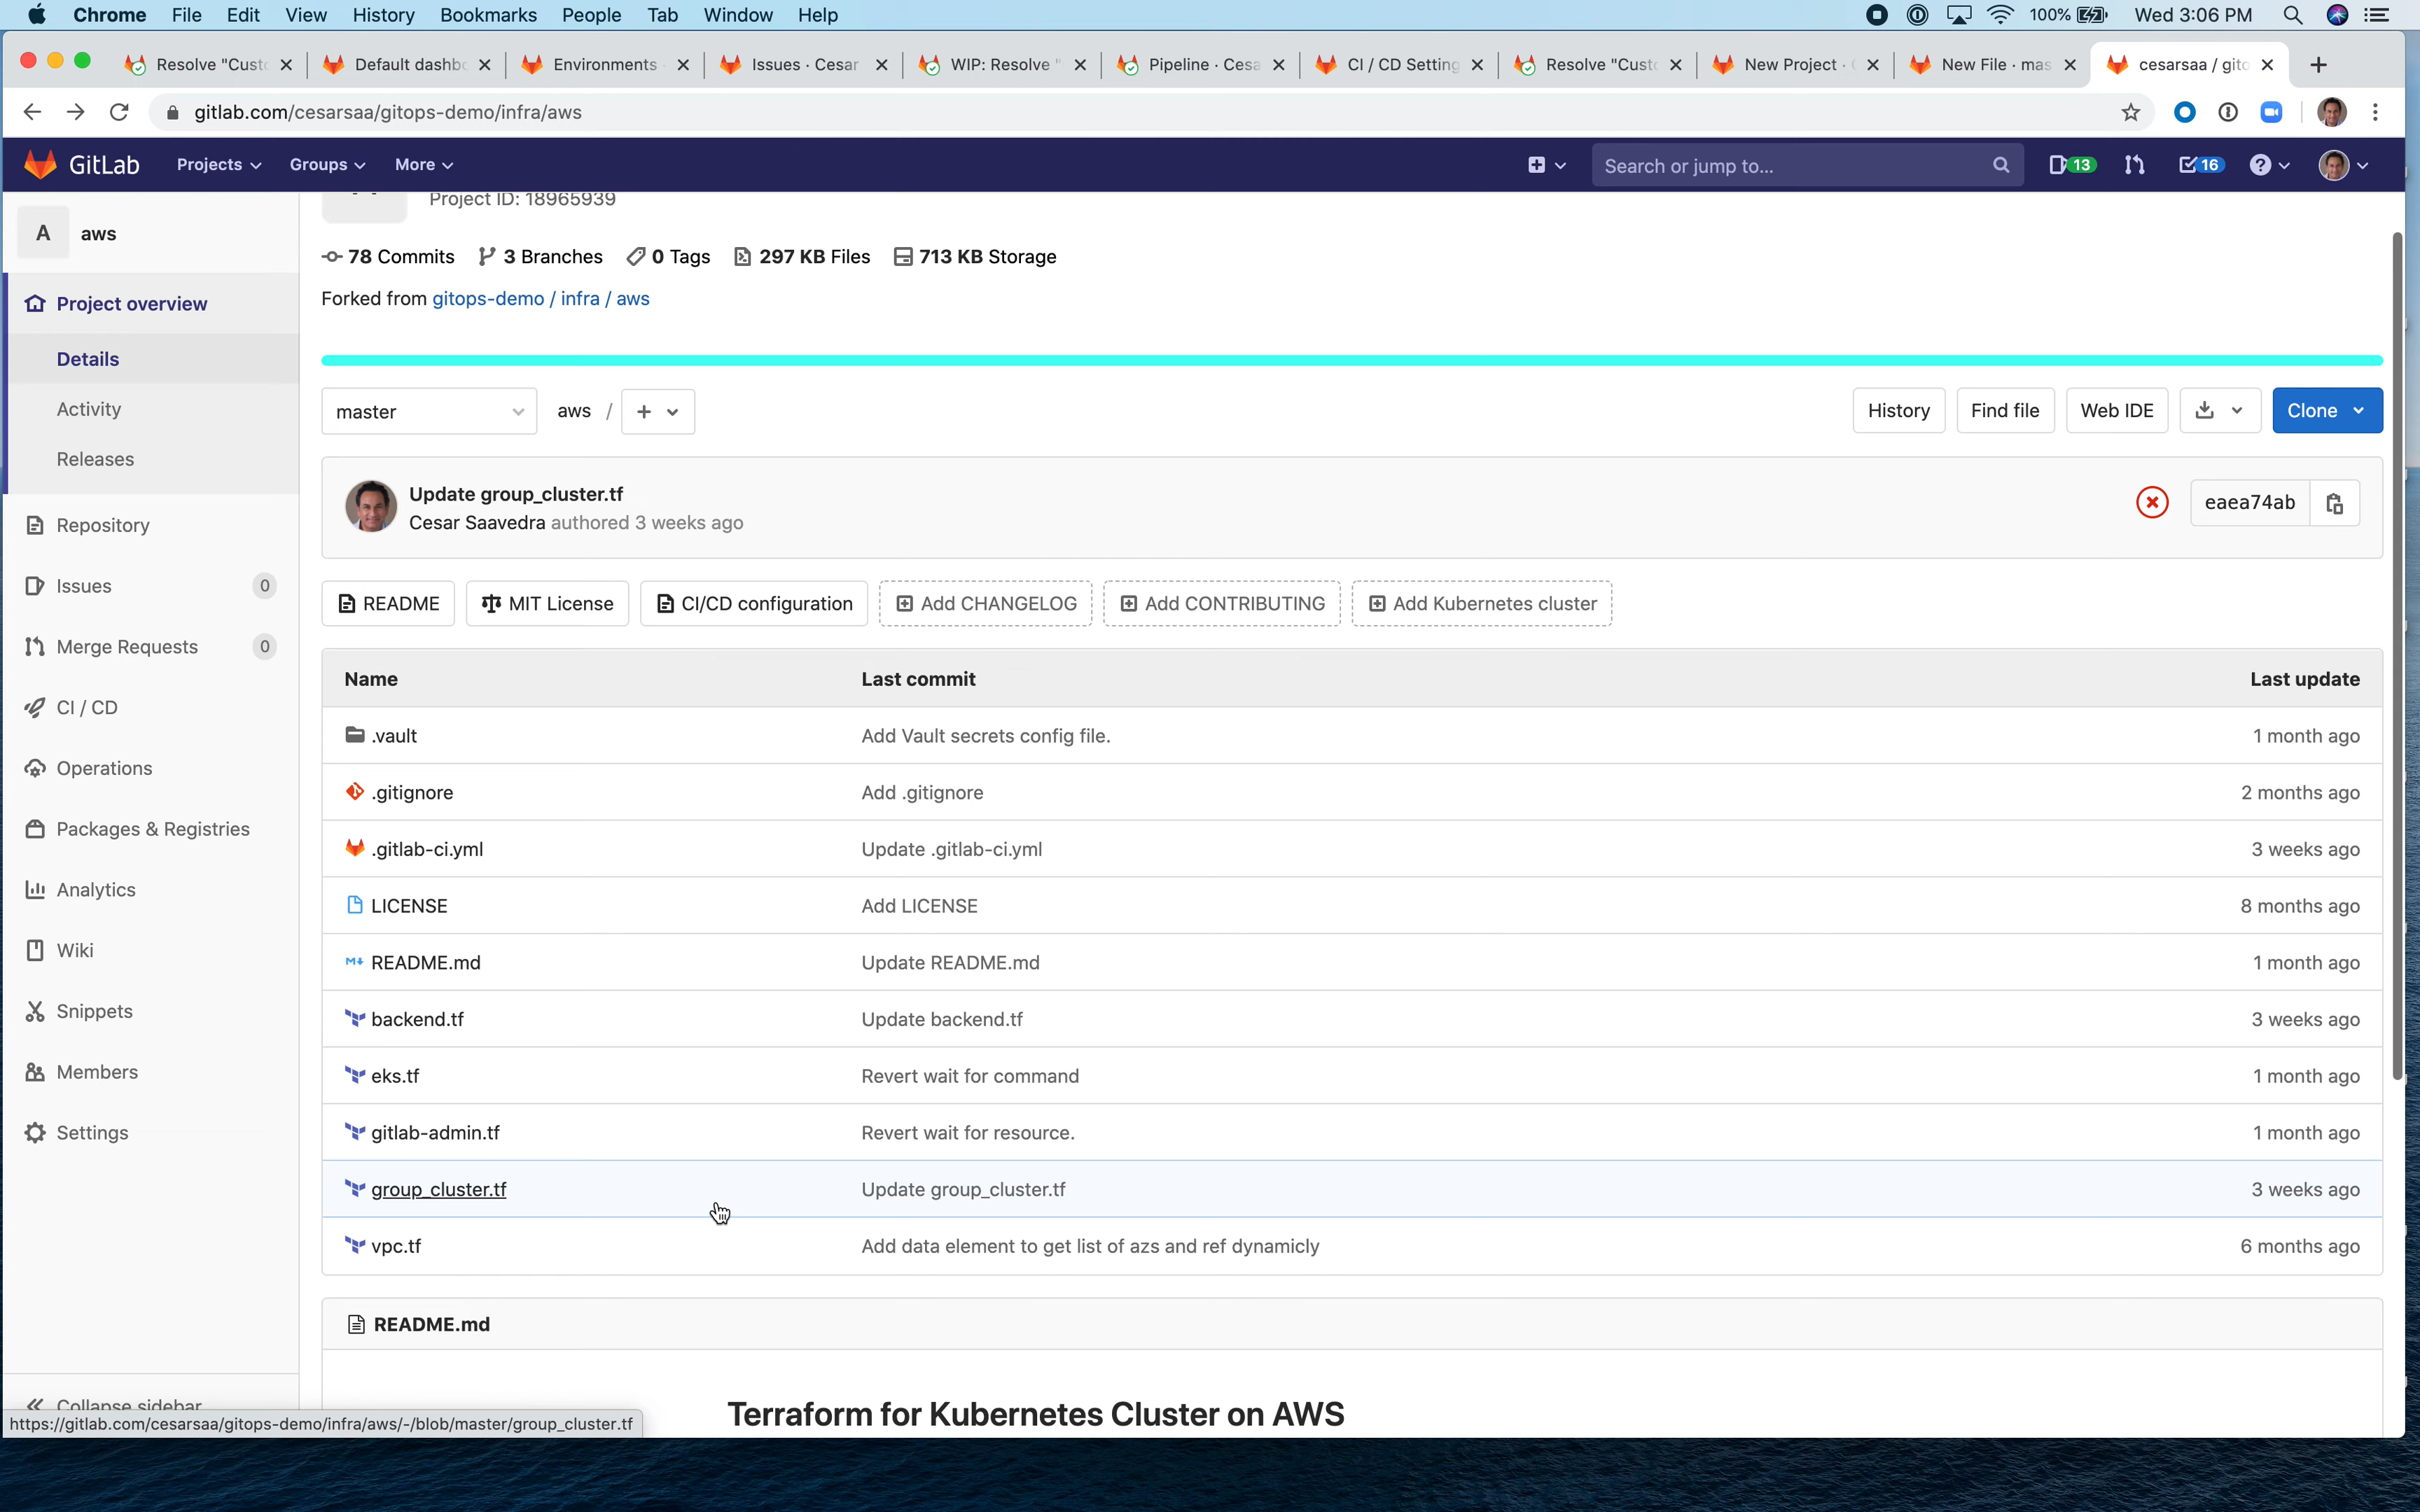 Chrome File Edit View History Bookmarks People Tab Window Help 100% Wed 3:06 PM
Resolve "Custo Default dashbo Environments · Issues · Cesar WIP: Resolve " Pipeline · Cesa CI / CD Setting Resolve "Custo New Project · New File · mas cesarsaa / gito
gitlab.com/cesarsaa/gitops-demo/infra/aws
GitLab Projects Groups More Search or jump to... 13 16
Project ID: 18965939
A aws
78 Commits 3 Branches 0 Tags 297 KB Files 713 KB Storage
Forked from gitops-demo / infra / aws
Project overview
Details
Activity
Releases
Repository
Issues 0
Merge Requests 0
CI / CD
Operations
Packages & Registries
Analytics
Wiki
Snippets
Members
Settings
Collapse sidebar
master aws / + History Find file Web IDE Clone
Update group_cluster.tf
Cesar Saavedra authored 3 weeks ago
eaea74ab
README MIT License CI/CD configuration Add CHANGELOG Add CONTRIBUTING Add Kubernetes cluster
Name Last commit Last update
.vault Add Vault secrets config file. 1 month ago
.gitignore Add .gitignore 2 months ago
.gitlab-ci.yml Update .gitlab-ci.yml 3 weeks ago
LICENSE Add LICENSE 8 months ago
README.md Update README.md 1 month ago
backend.tf Update backend.tf 3 weeks ago
eks.tf Revert wait for command 1 month ago
gitlab-admin.tf Revert wait for resource. 1 month ago
group_cluster.tf Update group_cluster.tf 3 weeks ago
vpc.tf Add data element to get list of azs and ref dynamicly 6 months ago
README.md
Terraform for Kubernetes Cluster on AWS
https://gitlab.com/cesarsaa/gitops-demo/infra/aws/-/blob/master/group_cluster.tf